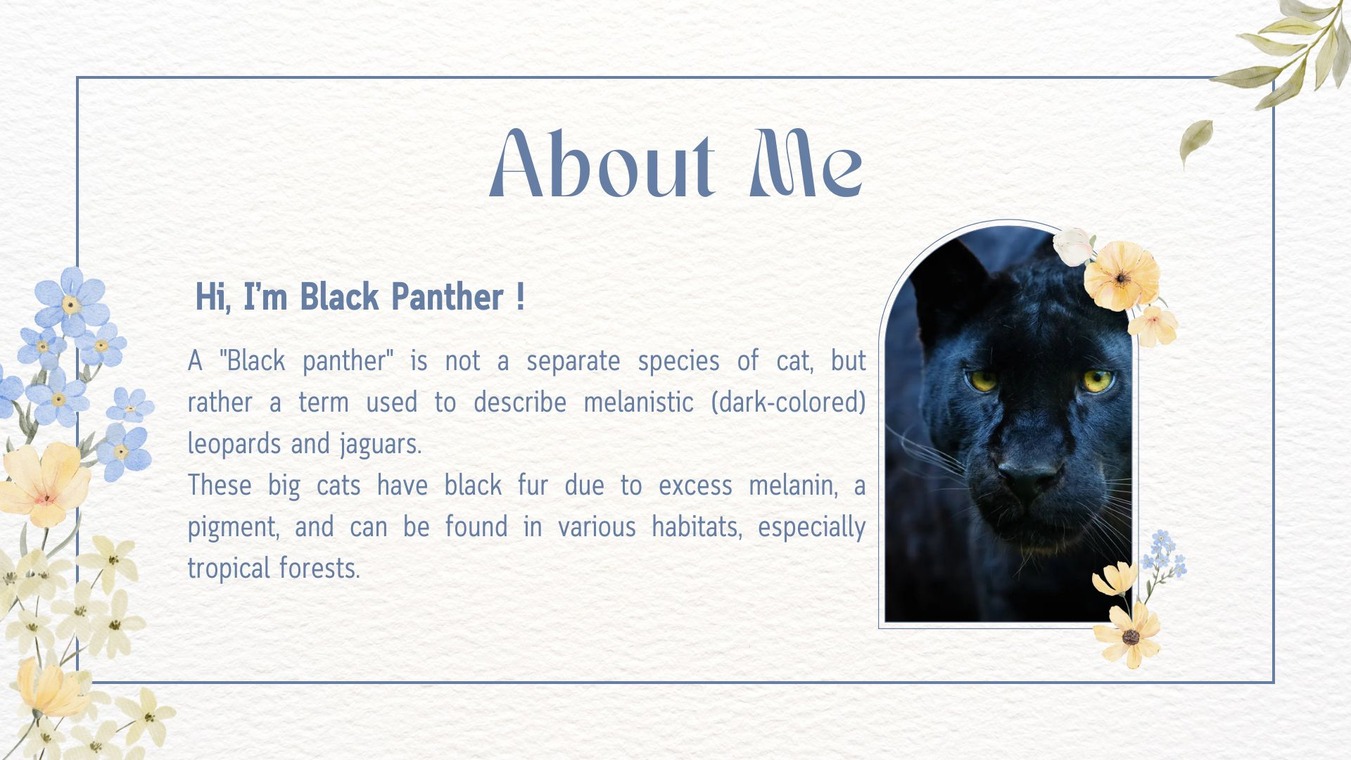 About Me
Hi, I’m Black Panther !
A "Black panther" is not a separate species of cat, but
rather a term used to describe melanistic (dark-colored)
leopards and jaguars.
These big cats have black fur due to excess melanin, a
pigment, and can be found in various habitats, especially
tropical forests.